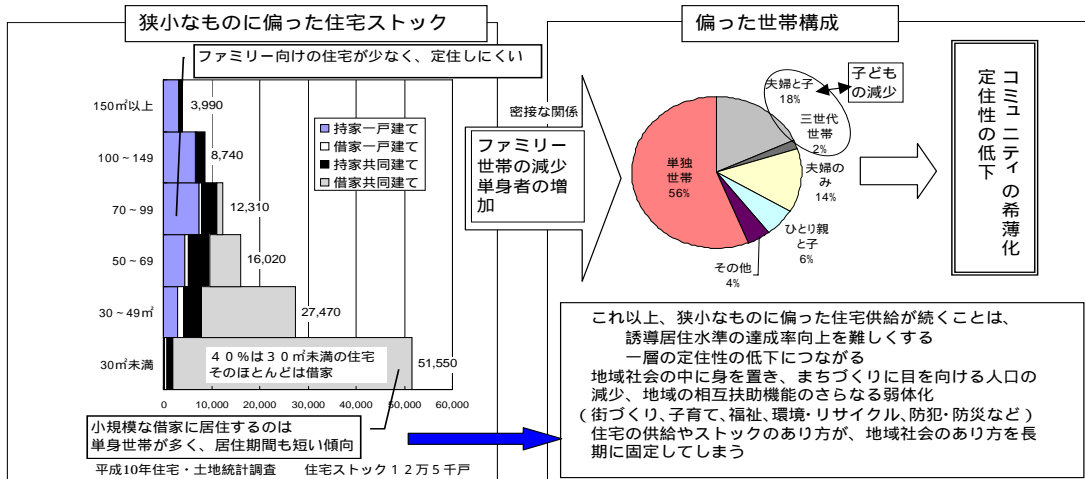 狭小なものに偏った住宅ストック
ファミリー向けの住宅が少なく、定住しにくい
150㎡以上
3,990
100～149
8,740
70～99
12,310
50～69
16,020
30～49㎡
27,470
30㎡未満
51,550
持家一戸建て
借家一戸建て
持家共同建て
借家共同建て
４０％は３０㎡未満の住宅
そのほとんどは借家
0
10,000
20,000
30,000
40,000
50,000
60,000
小規模な借家に居住するのは
単身世帯が多く、居住期間も短い傾向
平成10年住宅・土地統計調査　住宅ストック１２万５千戸
密接な関係
ファミリー
世帯の減少
単身者の増
加
偏った世帯構成
夫婦と子
18%
子ども
の減少
三世代
世帯
2%
夫婦のみ
14%
ひとり親
と子
6%
その他
4%
単独
世帯
56%
コミュニティの希薄化
定住性の低下
これ以上、狭小なものに偏った住宅供給が続くことは、
誘導居住水準の達成率向上を難しくする
一層の定住性の低下につながる
地域社会の中に身を置き、まちづくりに目を向ける人口の
減少、地域の相互扶助機能のさらなる弱体化
（街づくり、子育て、福祉、環境・リサイクル、防犯・防災など）
住宅の供給やストックのあり方が、地域社会のあり方を長
期に固定してしまう